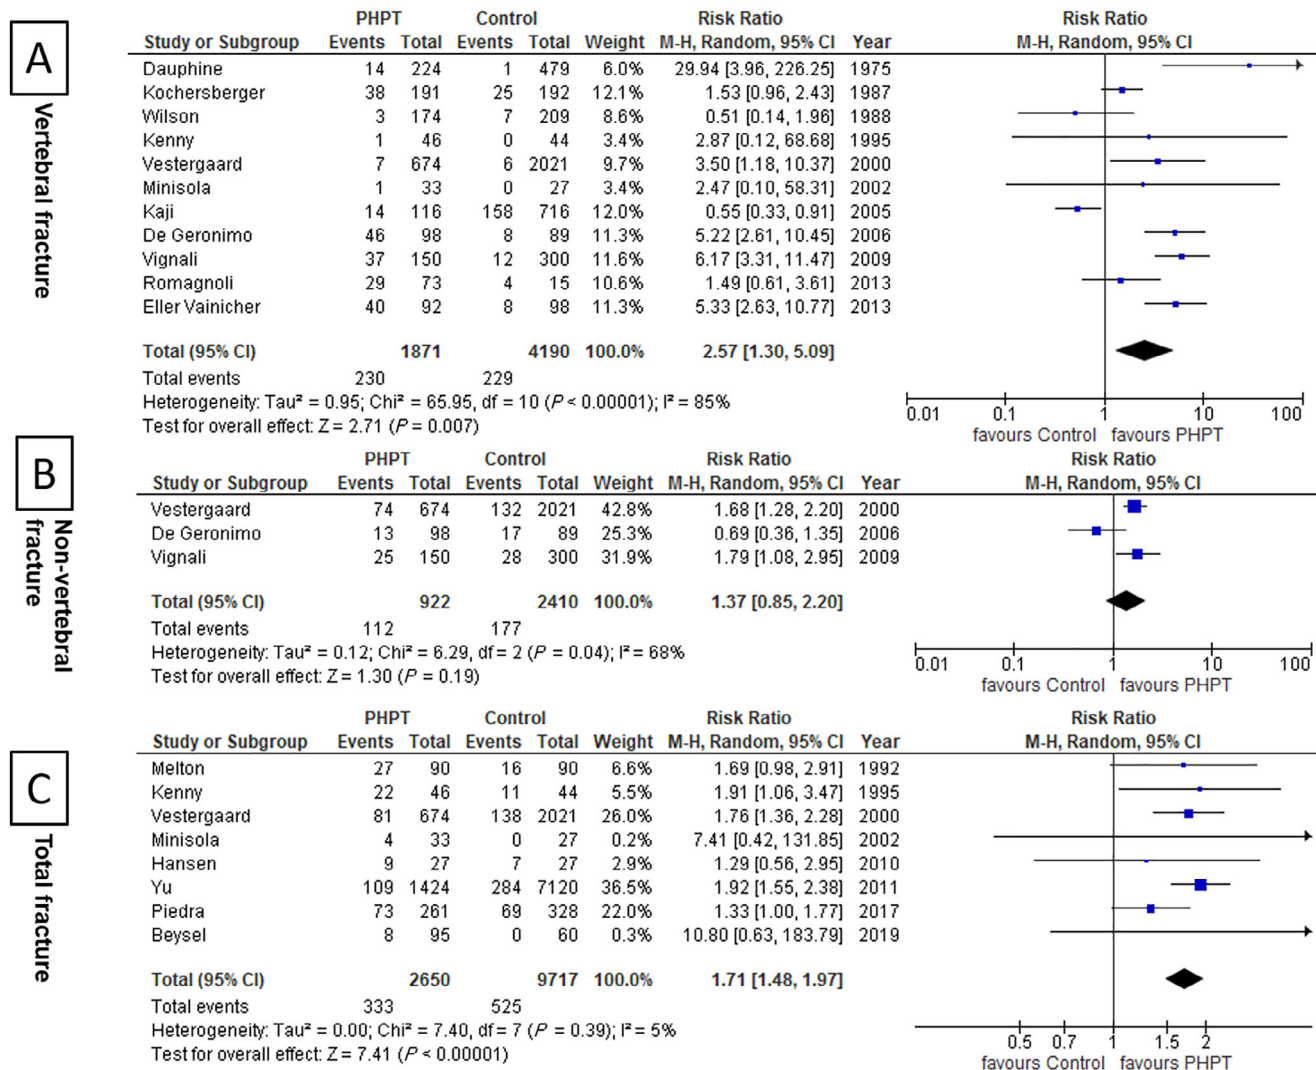 A
Vertebral fracture
PHPT Control Risk Ratio Risk Ratio
Study or Subgroup Events Total Events Total Weight M-H, Random, 95% CI Year M-H, Random, 95% CI
Dauphine 14 224 1 479 6.0% 29.94 [3.96, 226.25] 1975
Kochersberger 38 191 25 192 12.1% 1.53 [0.96, 2.43] 1987
Wilson 3 174 7 209 8.6% 0.51 [0.14, 1.96] 1988
Kenny 1 46 0 44 3.4% 2.87 [0.12, 68.68] 1995
Vestergaard 7 674 6 2021 9.7% 3.50 [1.18, 10.37] 2000
Minisola 1 33 0 27 3.4% 2.47 [0.10, 58.31] 2002
Kaji 14 116 158 716 12.0% 0.55 [0.33, 0.91] 2005
De Geronimo 46 98 8 89 11.3% 5.22 [2.61, 10.45] 2006
Vignali 37 150 12 300 11.6% 6.17 [3.31, 11.47] 2009
Romagnoli 29 73 4 15 10.6% 1.49 [0.61, 3.61] 2013
Eller Vainicher 40 92 8 98 11.3% 5.33 [2.63, 10.77] 2013
Total (95% CI) 1871 4190 100.0% 2.57 [1.30, 5.09]
Total events 230 229
Heterogeneity: Tau² = 0.95; Chi² = 65.95, df = 10 (P < 0.00001); I² = 85%
Test for overall effect: Z = 2.71 (P = 0.007)
0.01 0.1 1 10 100
favours Control favours PHPT
B
Non-vertebral
fracture
PHPT Control Risk Ratio Risk Ratio
Study or Subgroup Events Total Events Total Weight M-H, Random, 95% CI Year M-H, Random, 95% CI
Vestergaard 74 674 132 2021 42.8% 1.68 [1.28, 2.20] 2000
De Geronimo 13 98 17 89 25.3% 0.69 [0.36, 1.35] 2006
Vignali 25 150 28 300 31.9% 1.79 [1.08, 2.95] 2009
Total (95% CI) 922 2410 100.0% 1.37 [0.85, 2.20]
Total events 112 177
Heterogeneity: Tau² = 0.12; Chi² = 6.29, df = 2 (P = 0.04); I² = 68%
Test for overall effect: Z = 1.30 (P = 0.19)
0.01 0.1 1 10 100
favours Control favours PHPT
C
Total fracture
PHPT Control Risk Ratio Risk Ratio
Study or Subgroup Events Total Events Total Weight M-H, Random, 95% CI Year M-H, Random, 95% CI
Melton 27 90 16 90 6.6% 1.69 [0.98, 2.91] 1992
Kenny 22 46 11 44 5.5% 1.91 [1.06, 3.47] 1995
Vestergaard 81 674 138 2021 26.0% 1.76 [1.36, 2.28] 2000
Minisola 4 33 0 27 0.2% 7.41 [0.42, 131.85] 2002
Hansen 9 27 7 27 2.9% 1.29 [0.56, 2.95] 2010
Yu 109 1424 284 7120 36.5% 1.92 [1.55, 2.38] 2011
Piedra 73 261 69 328 22.0% 1.33 [1.00, 1.77] 2017
Beysel 8 95 0 60 0.3% 10.80 [0.63, 183.79] 2019
Total (95% CI) 2650 9717 100.0% 1.71 [1.48, 1.97]
Total events 333 525
Heterogeneity: Tau² = 0.00; Chi² = 7.40, df = 7 (P = 0.39); I² = 5%
Test for overall effect: Z = 7.41 (P < 0.00001)
0.5 0.7 1 1.5 2
favours Control favours PHPT